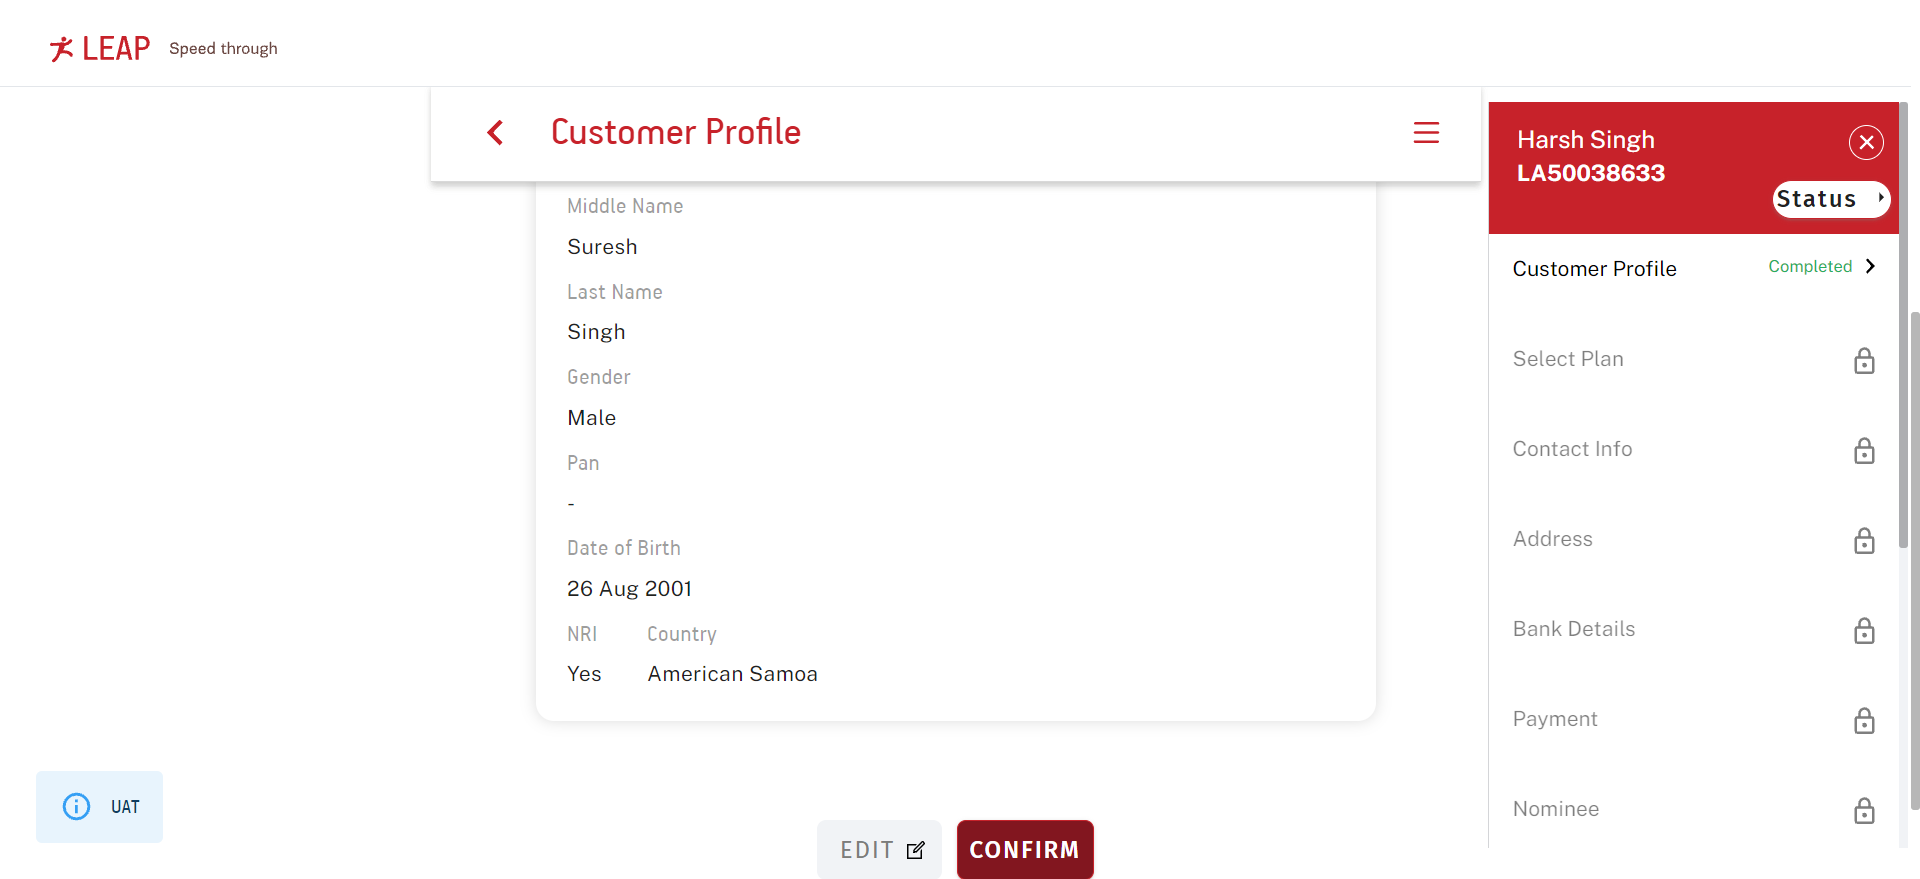 LEAP Speed through
Customer Profile
Middle Name
Suresh
Last Name
Singh
Gender
Male
Pan
-
Date of Birth
26 Aug 2001
NRI Country
Yes American Samoa
EDIT CONFIRM
UAT
Harsh Singh
LA50038633
Status
Customer Profile Completed
Select Plan
Contact Info
Address
Bank Details
Payment
Nominee